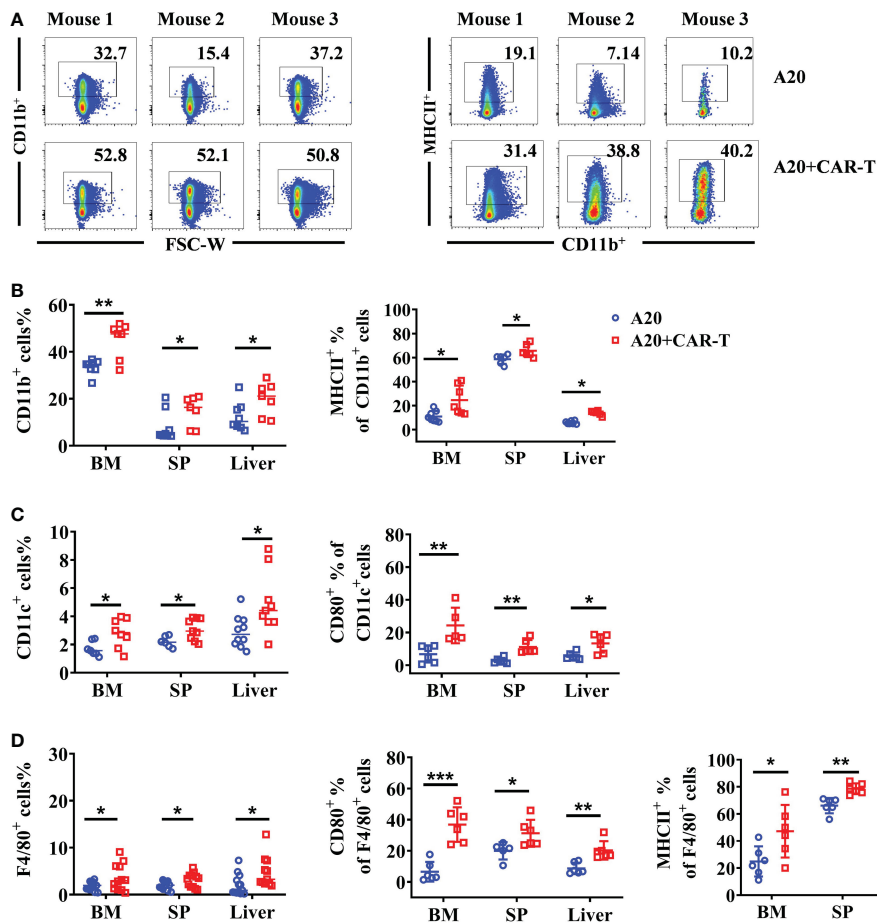 A
Mouse 1 Mouse 2 Mouse 3
CD11b+
32.7 15.4 37.2
52.8 52.1 50.8
FSC-W
Mouse 1 Mouse 2 Mouse 3
MHCII+
19.1 7.14 10.2
A20
31.4 38.8 40.2
A20+CAR-T
CD11b+
B
CD11b+ cells%
60
40
20
0
** * *
BM SP Liver
MHCII+ %
of CD11b+ cells
100
80
60
40
20
0
* * *
BM SP Liver
A20
A20+CAR-T
C
CD11c+ cells%
10
8
6
4
2
0
* * *
BM SP Liver
CD80+ % of
CD11c+cells
80
60
40
20
0
** ** *
BM SP Liver
D
F4/80+ cells%
30
20
10
0
* * *
BM SP Liver
CD80+ %
of F4/80+ cells
80
60
40
20
0
*** * **
BM SP Liver
MHCII+ %
of F4/80+ cells
100
80
60
40
20
0
* **
BM SP